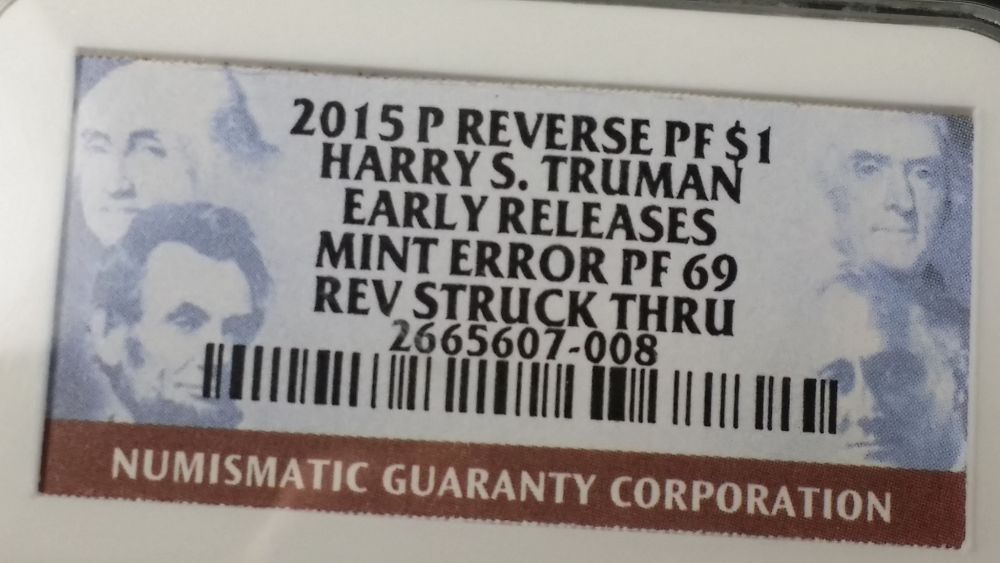 2015 P REVERSE PF $1
HARRY S. TRUMAN
EARLY RELEASES
MINT ERROR PF 69
REV STRUCK THRU
2665607-008
NUMISMATIC GUARANTY CORPORATION